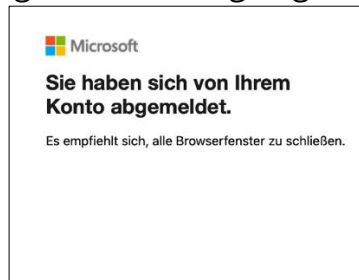 Microsoft
Sie haben sich von Ihrem
Konto abgemeldet.
Es empfiehlt sich, alle Browserfenster zu schließen.